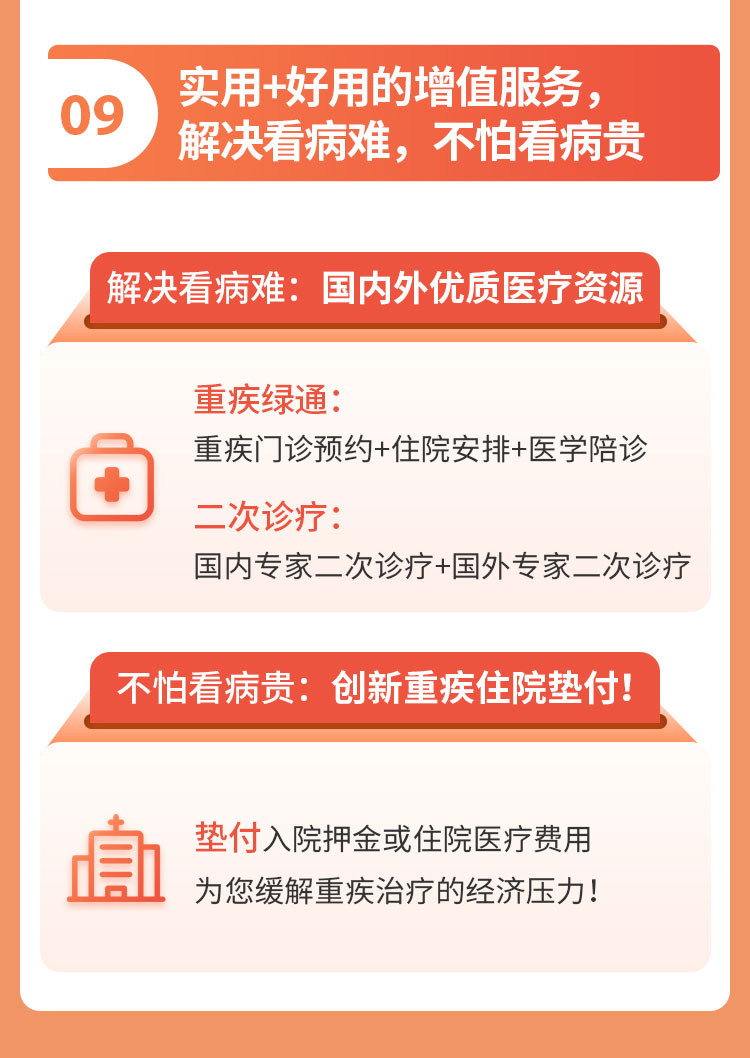 09
实用+好用的增值服务，
解决看病难，不怕看病贵
解决看病难：国内外优质医疗资源
重疾绿通：
重疾门诊预约+住院安排+医学陪诊
二次诊疗：
国内专家二次诊疗+国外专家二次诊疗
不怕看病贵：创新重疾住院垫付！
垫付入院押金或住院医疗费用
为您缓解重疾治疗的经济压力！